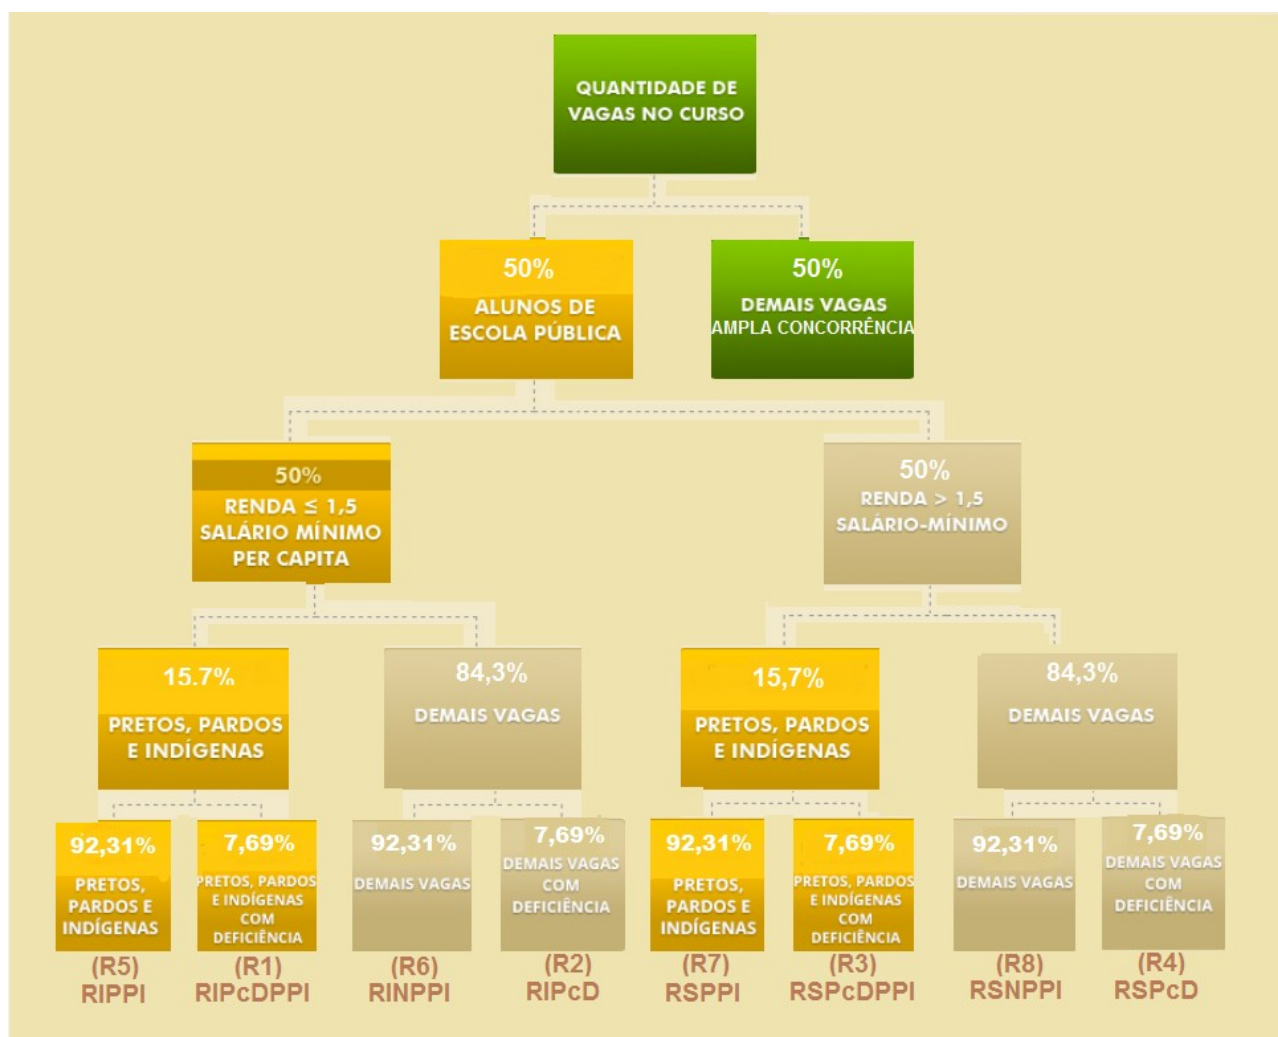 QUANTIDADE DE
VAGAS NO CURSO
50%
ALUNOS DE
ESCOLA PÚBLICA
50%
DEMAIS VAGAS
AMPLA CONCORRÊNCIA
50%
RENDA ≤ 1,5
SALÁRIO MÍNIMO
PER CAPITA
50%
RENDA > 1,5
SALÁRIO-MÍNIMO
15.7%
PRETOS, PARDOS
E INDÍGENAS
84,3%
DEMAIS VAGAS
15,7%
PRETOS, PARDOS
E INDÍGENAS
84,3%
DEMAIS VAGAS
92,31%
PRETOS,
PARDOS E
INDÍGENAS
(R5)
RIPPI
7,69%
PRETOS, PARDOS
E INDÍGENAS
COM
DEFICIÊNCIA
(R1)
RIPcDPPI
92,31%
DEMAIS VAGAS
(R6)
RINPPI
7,69%
DEMAIS VAGAS
COM
DEFICIÊNCIA
(R2)
RIPcD
92,31%
PRETOS,
PARDOS E
INDÍGENAS
(R7)
RSPPI
7,69%
PRETOS, PARDOS
E INDÍGENAS
COM
DEFICIÊNCIA
(R3)
RSPcDPPI
92,31%
DEMAIS VAGAS
(R8)
RSNPPI
7,69%
DEMAIS VAGAS
COM
DEFICIÊNCIA
(R4)
RSPcD